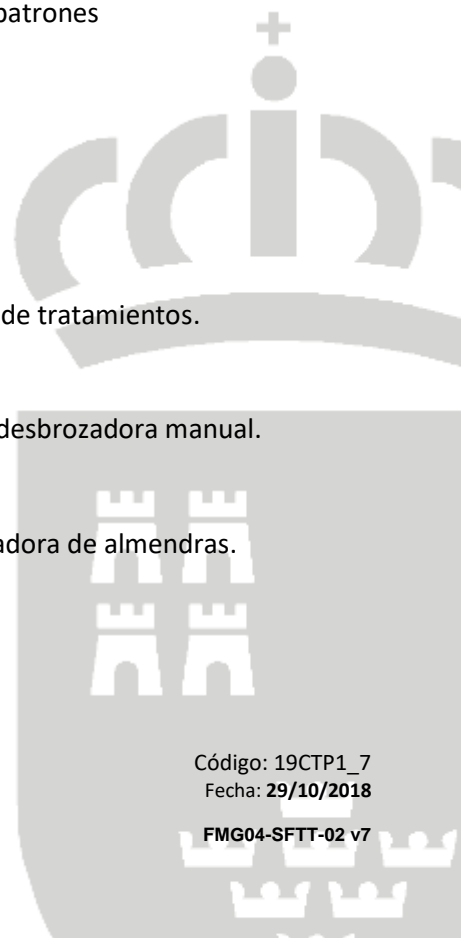 patrones
de tratamientos.
desbrozadora manual.
adora de almendras.
Código: 19CTP1_7
Fecha: 29/10/2018
FMG04-SFTT-02 v7